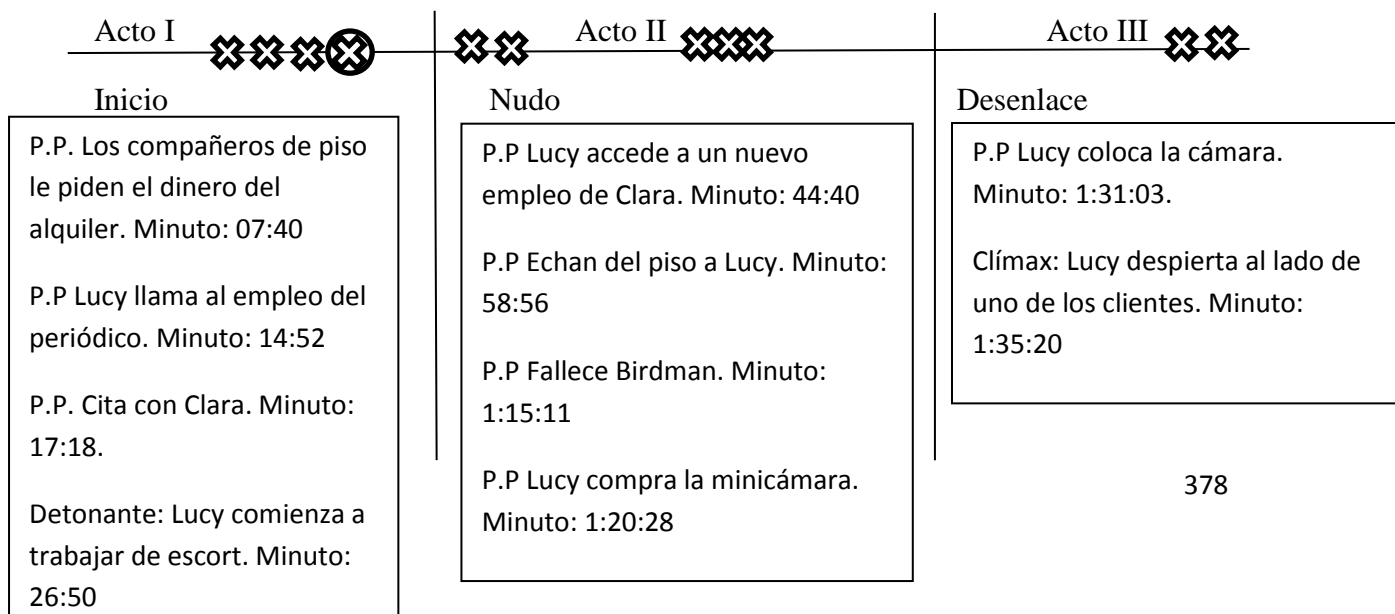 Acto I
Acto II
Acto III
Inicio
Nudo
Desenlace
P.P. Los compañeros de piso
le piden el dinero del
alquiler. Minuto: 07:40
P.P Lucy llama al empleo del
periódico. Minuto: 14:52
P.P. Cita con Clara. Minuto:
17:18.
Detonante: Lucy comienza a
trabajar de escort. Minuto:
26:50
P.P Lucy accede a un nuevo
empleo de Clara. Minuto: 44:40
P.P Echan del piso a Lucy. Minuto:
58:56
P.P Fallece Birdman. Minuto:
1:15:11
P.P Lucy compra la minicámara.
Minuto: 1:20:28
P.P Lucy coloca la cámara.
Minuto: 1:31:03.
Clímax: Lucy despierta al lado de
uno de los clientes. Minuto:
1:35:20
378